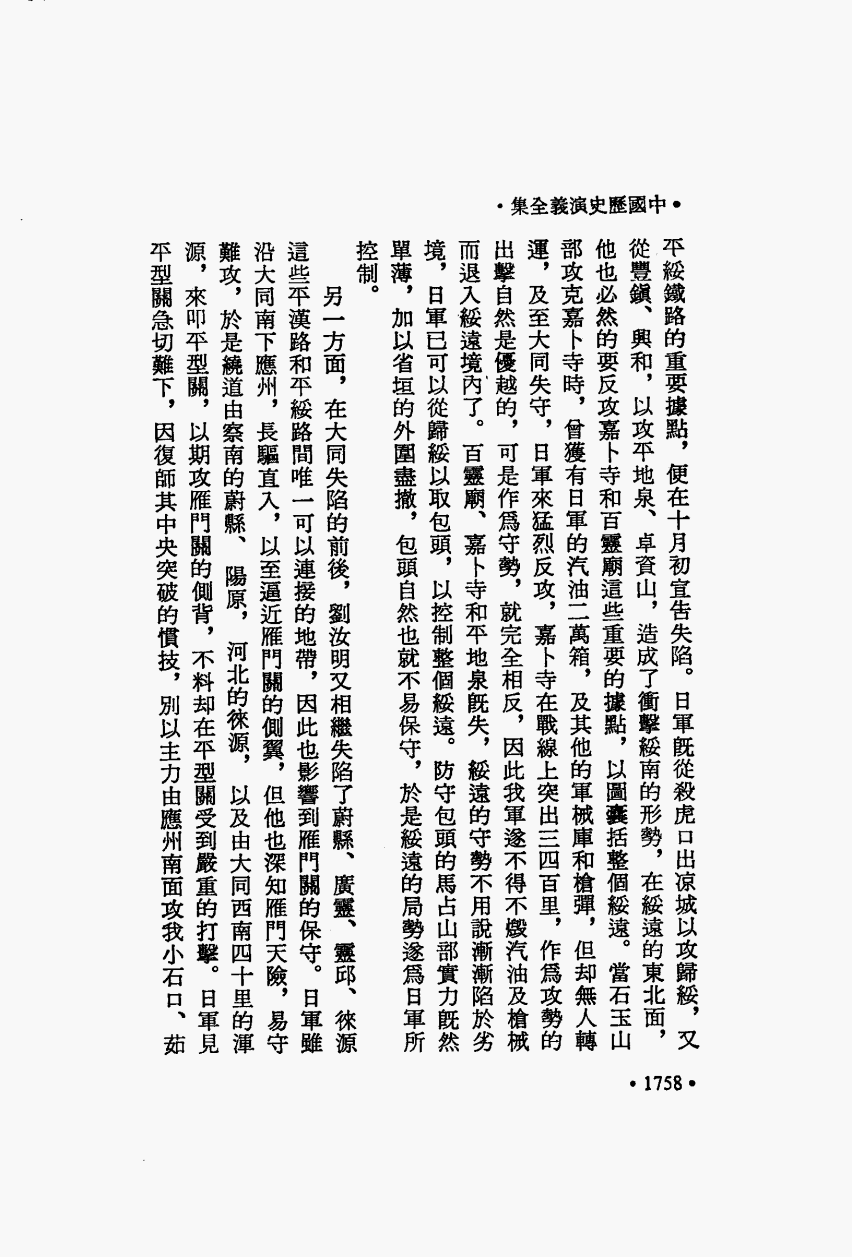 •中國歷史演義全集•
平綏鐵路的重要據點，便在十月初宣告失陷。日軍旣從殺虎口出凉城以攻歸綏，又
從豐鎭、興和，以攻平地泉、卓資山，造成了衝擊綏南的形勢，在綏遠的東北面，
他也必然的要反攻嘉卜寺和百靈廟這些重要的據點，以圖囊括整個綏遠。當石玉山
部攻克嘉卜寺時，曾獲有日軍的汽油二萬箱，及其他的軍械庫和槍彈，但却無人轉
運，及至大同失守，日軍來猛烈反攻，嘉卜寺在戰線上突出三四百里，作爲攻勢的
出擊自然是優越的，可是作爲守勢，就完全相反，因此我軍遂不得不燬汽油及槍械
而退入綏遠境內了。百靈廟、嘉卜寺和平地泉旣失，綏遠的守勢不用說漸漸陷於劣
境，日軍已可以從歸綏以取包頭，以控制整個綏遠。防守包頭的馬占山部實力旣然
單薄，加以省垣的外圍盡撤，包頭自然也就不易保守，於是綏遠的局勢遂爲日軍所
控制。
另一方面，在大同失陷的前後，劉汝明又相繼失陷了蔚縣、廣靈、靈邱、徠源
這些平漢路和平綏路間唯一可以連接的地帶，因此也影響到雁門關的保守。日軍雖
沿大同南下應州，長驅直入，以至逼近雁門關的側翼，但他也深知雁門天險，易守
難攻，於是繞道由察南的蔚縣、陽原，河北的徠源，以及由大同西南四十里的渾
源，來叩平型關，以期攻雁門關的側背，不料却在平型關受到嚴重的打擊。日軍見
平型關急切難下，因復師其中央突破的慣技，別以主力由應州南面攻我小石口、茹
•1758•